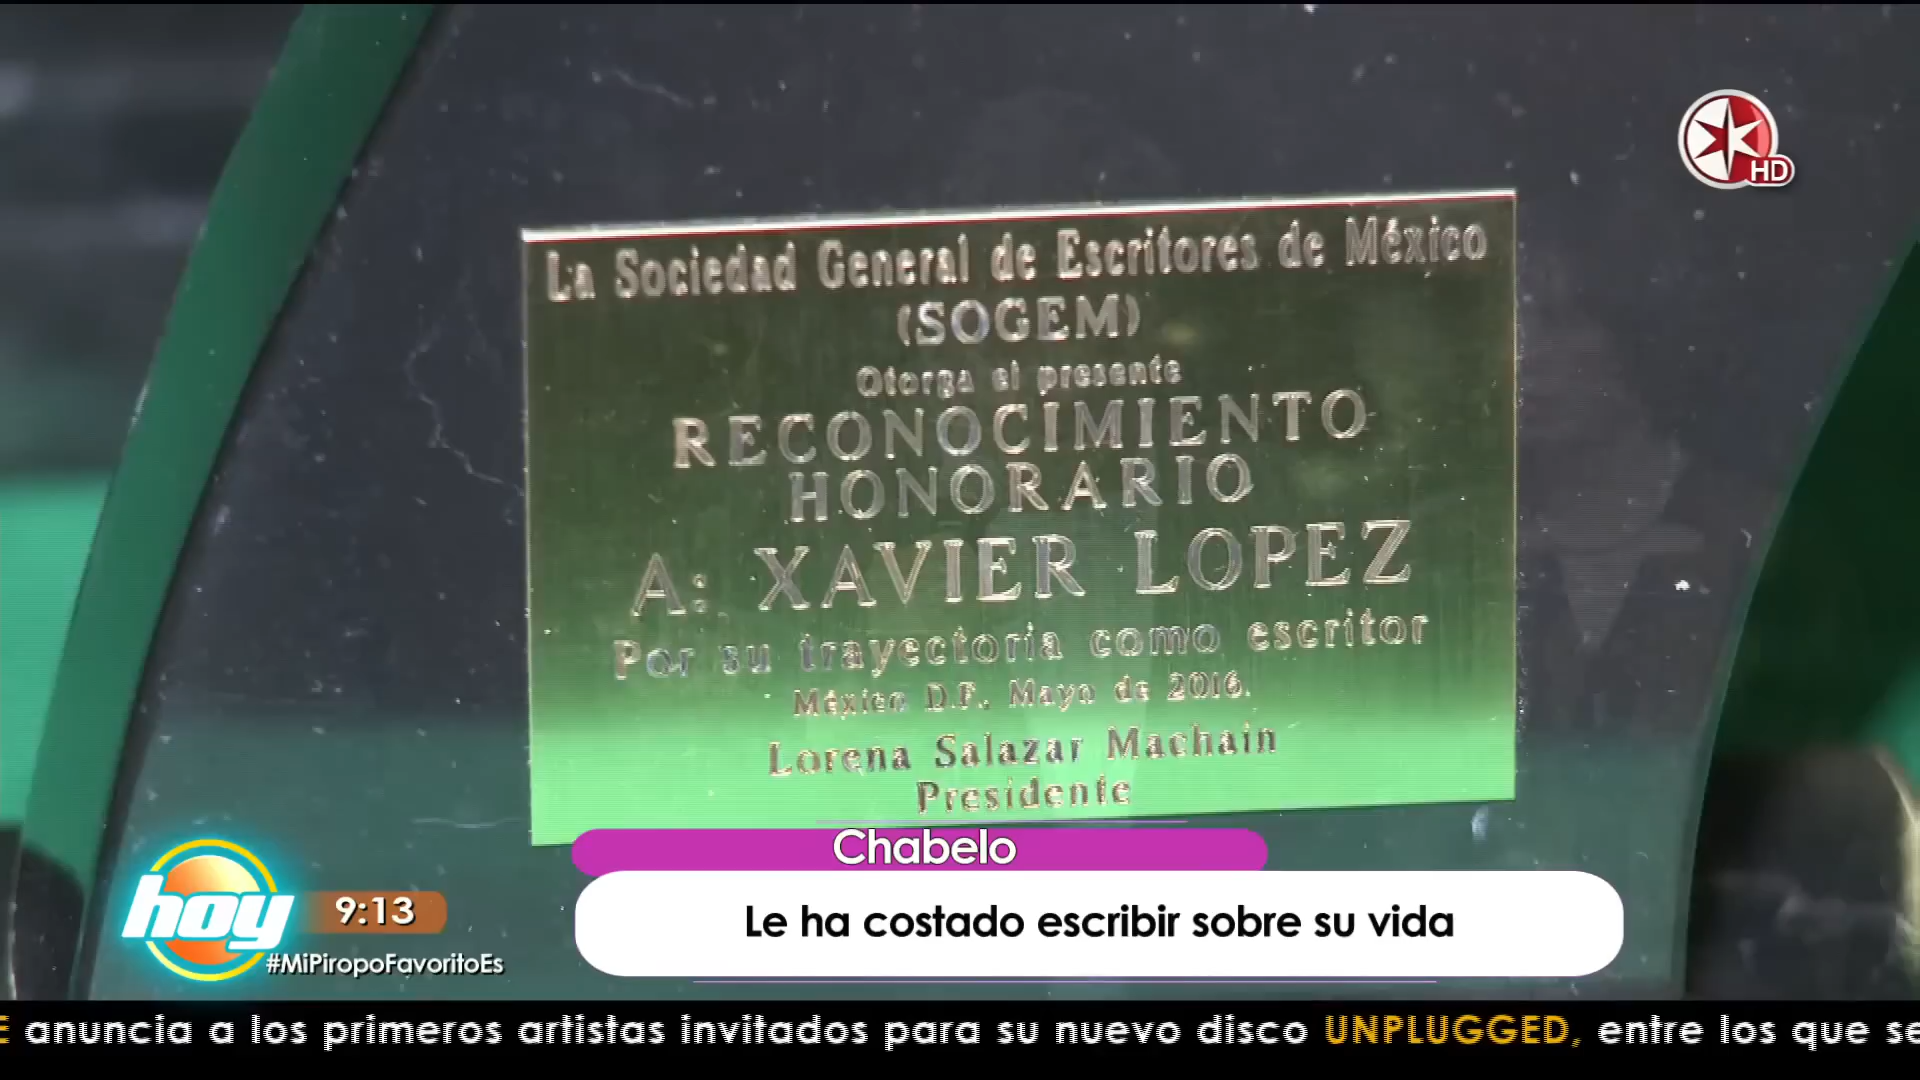 HD
La Sociedad General de Escritores de México
(SOGEM)
Otorga el presente
RECONOCIMIENTO
HONORARIO
A: XAVIER LOPEZ
Por su trayectoria como escritor
México D.F. Mayo de 2016.
Lorena Salazar Machain
Presidente
Chabelo
Le ha costado escribir sobre su vida
hoy
9:13
#MiPiropoFavoritoEs
E anuncia a los primeros artistas invitados para su nuevo disco UNPLUGGED, entre los que se